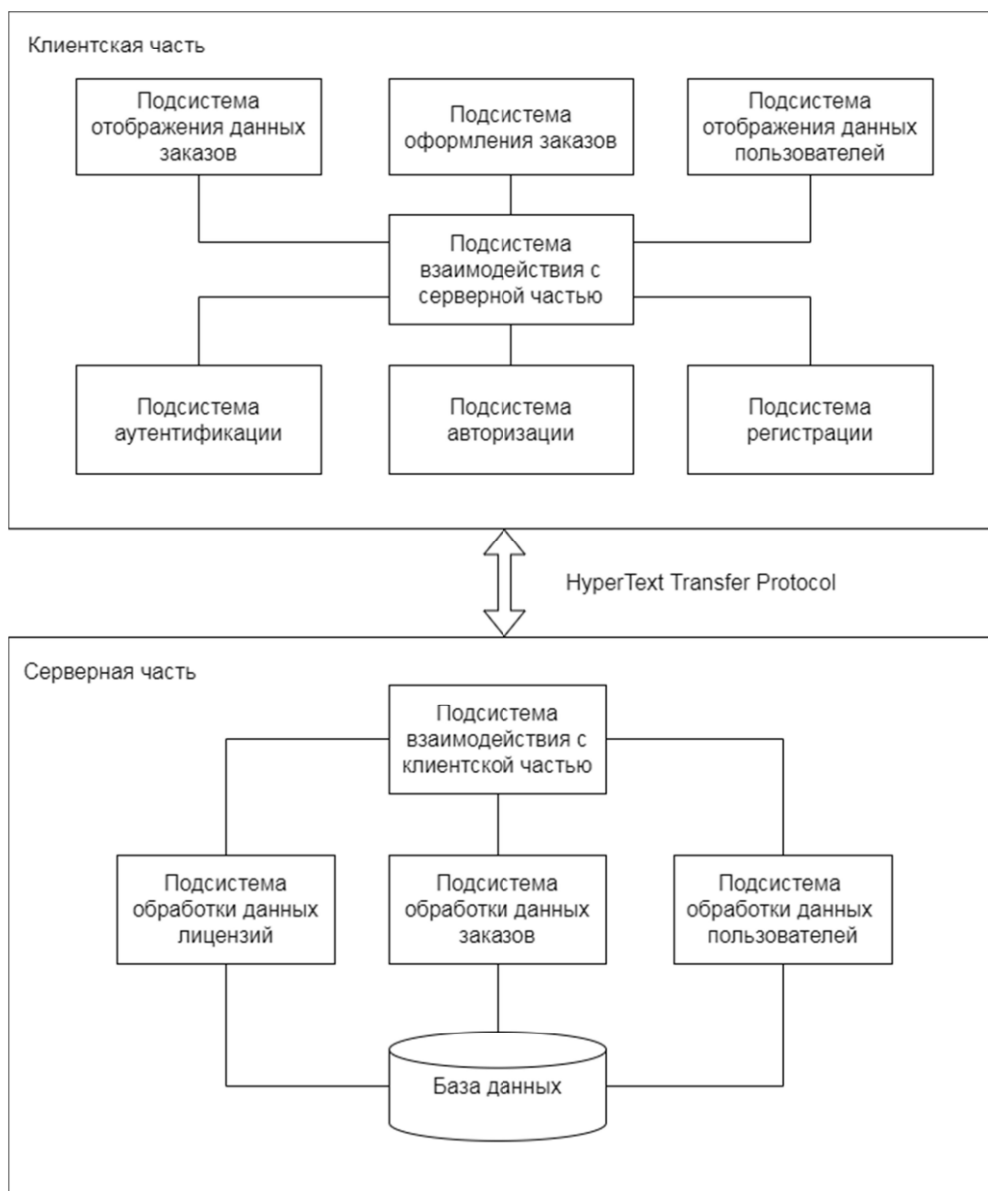 Клиентская часть
Подсистема
отображения данных
заказов
Подсистема
оформления заказов
Подсистема
отображения данных
пользователей
Подсистема
взаимодействия с
серверной частью
Подсистема
аутентификации
Подсистема
авторизации
Подсистема
регистрации
HyperText Transfer Protocol
Серверная часть
Подсистема
взаимодействия с
клиентской частью
Подсистема
обработки данных
лицензий
Подсистема
обработки данных
заказов
Подсистема
обработки данных
пользователей
База данных